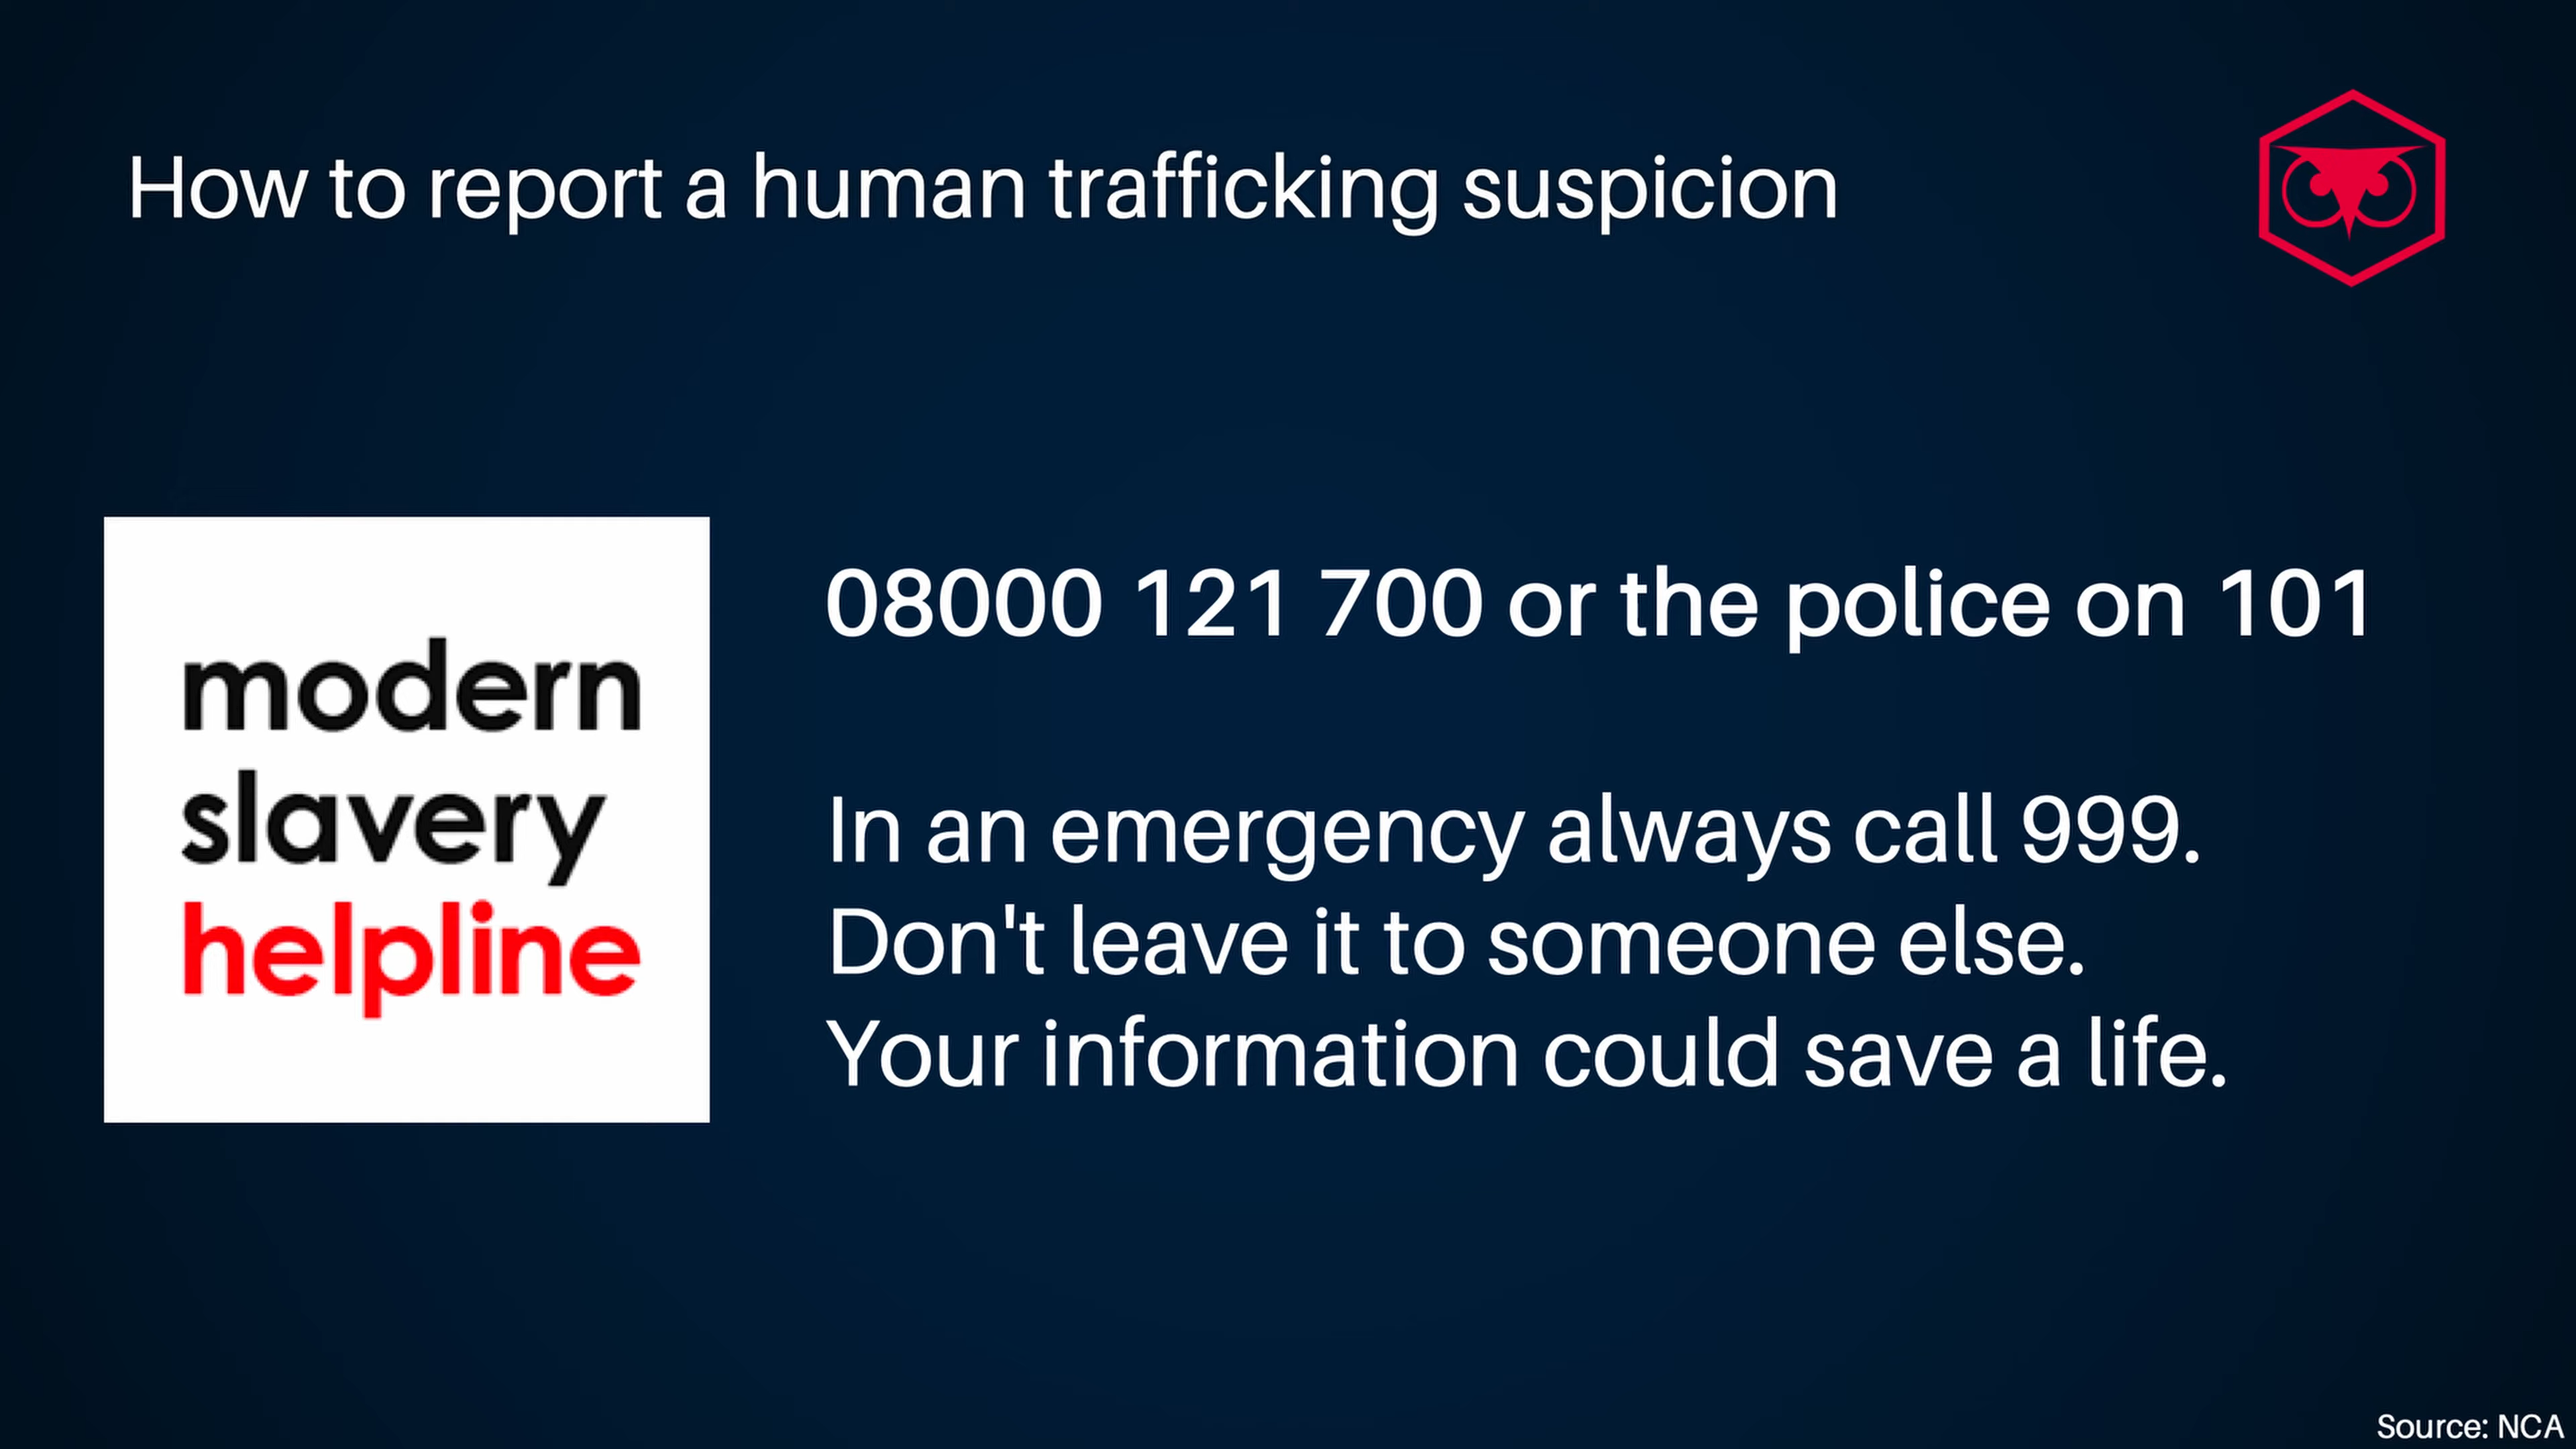 How to report a human trafficking suspicion
modern
slavery
helpline
08000 121 700 or the police on 101
In an emergency always call 999.
Don't leave it to someone else.
Your information could save a life.
Source: NCA